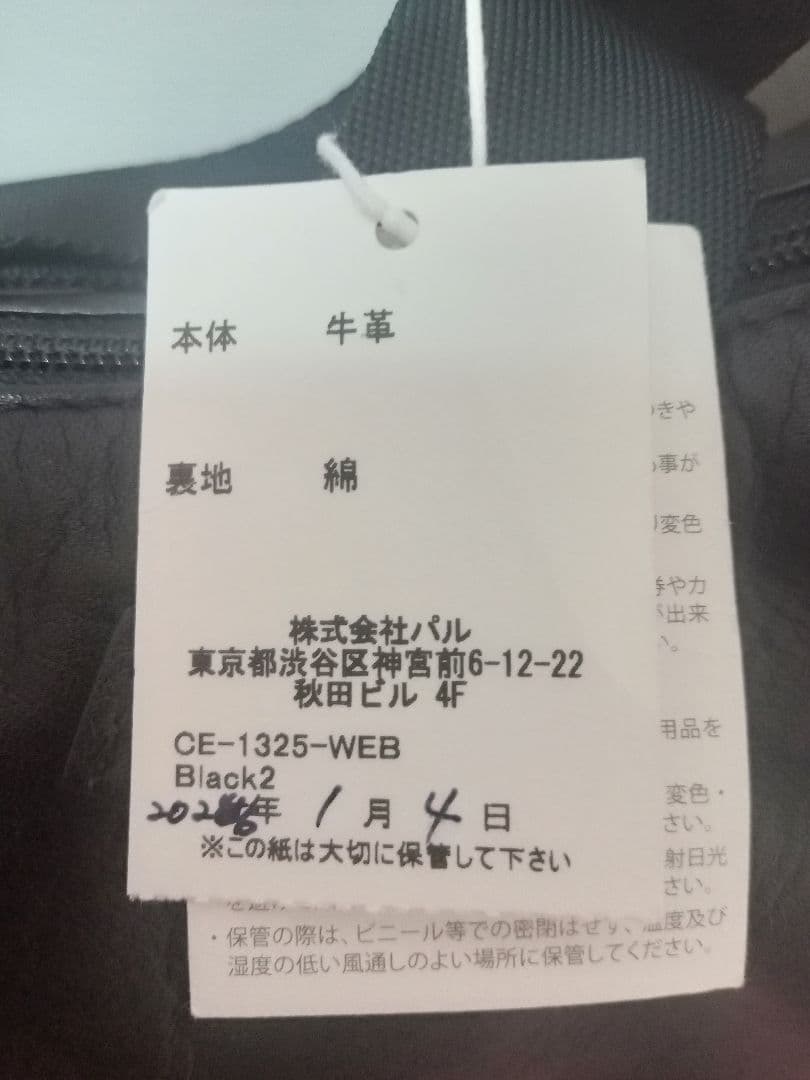 本体 牛革
裏地 綿
株式会社パル
東京都渋谷区神宮前6-12-22
秋田ビル 4F
CE-1325-WEB
Black2
年 1月 4日
※この紙は大切に保管して下さい
きや
事が
変色
やカ
出来
い。
用品を
変色・
さい。
射日光
さい。
・保管の際は、ビニール等での密閉はせず、温度及び
湿度の低い風通しのよい場所に保管してください。